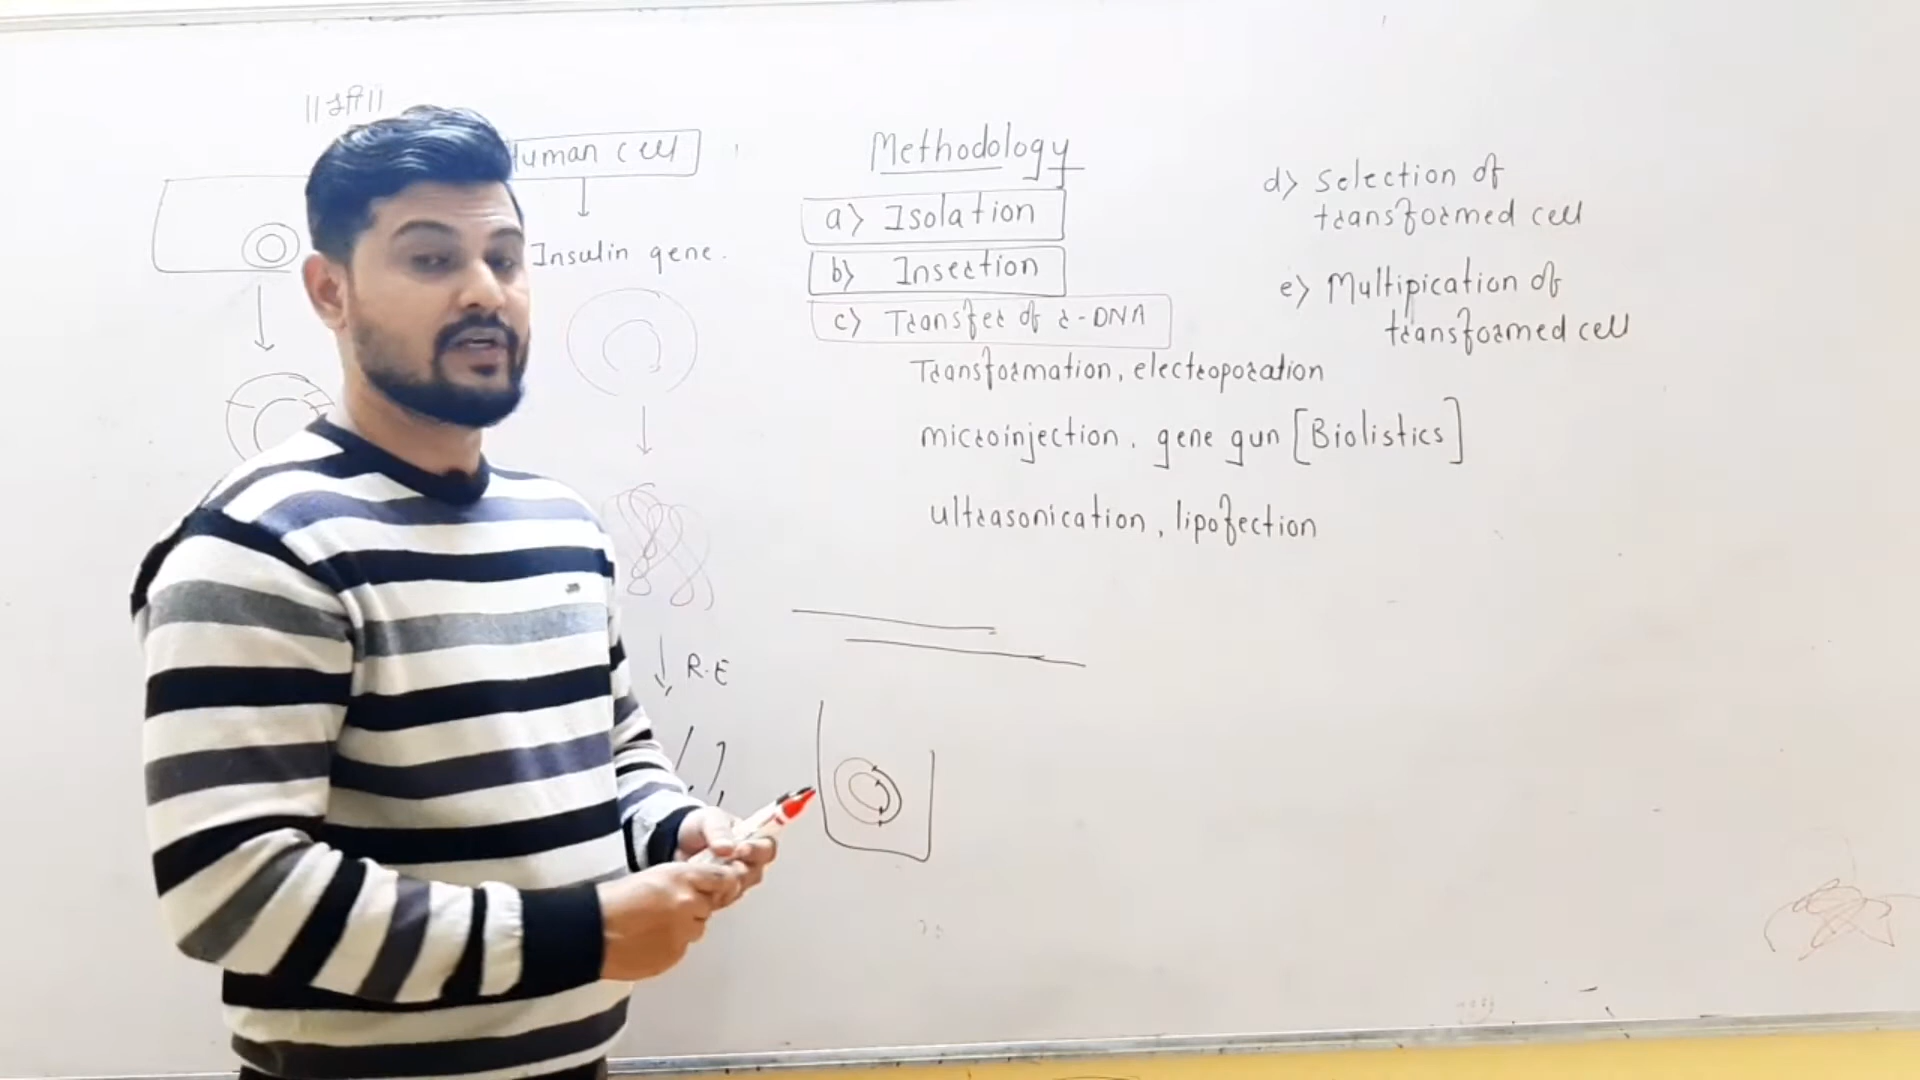 || श्री ||
Human cell
Insulin gene.
R.E
Methodology
a) Isolation
b) Insertion
c) Transfer of r-DNA
Transformation, electroporation
microinjection, gene gun [Biolistics]
ultrasonication, lipofection
d) Selection of
transformed cell
e) Multipication of
transformed cell